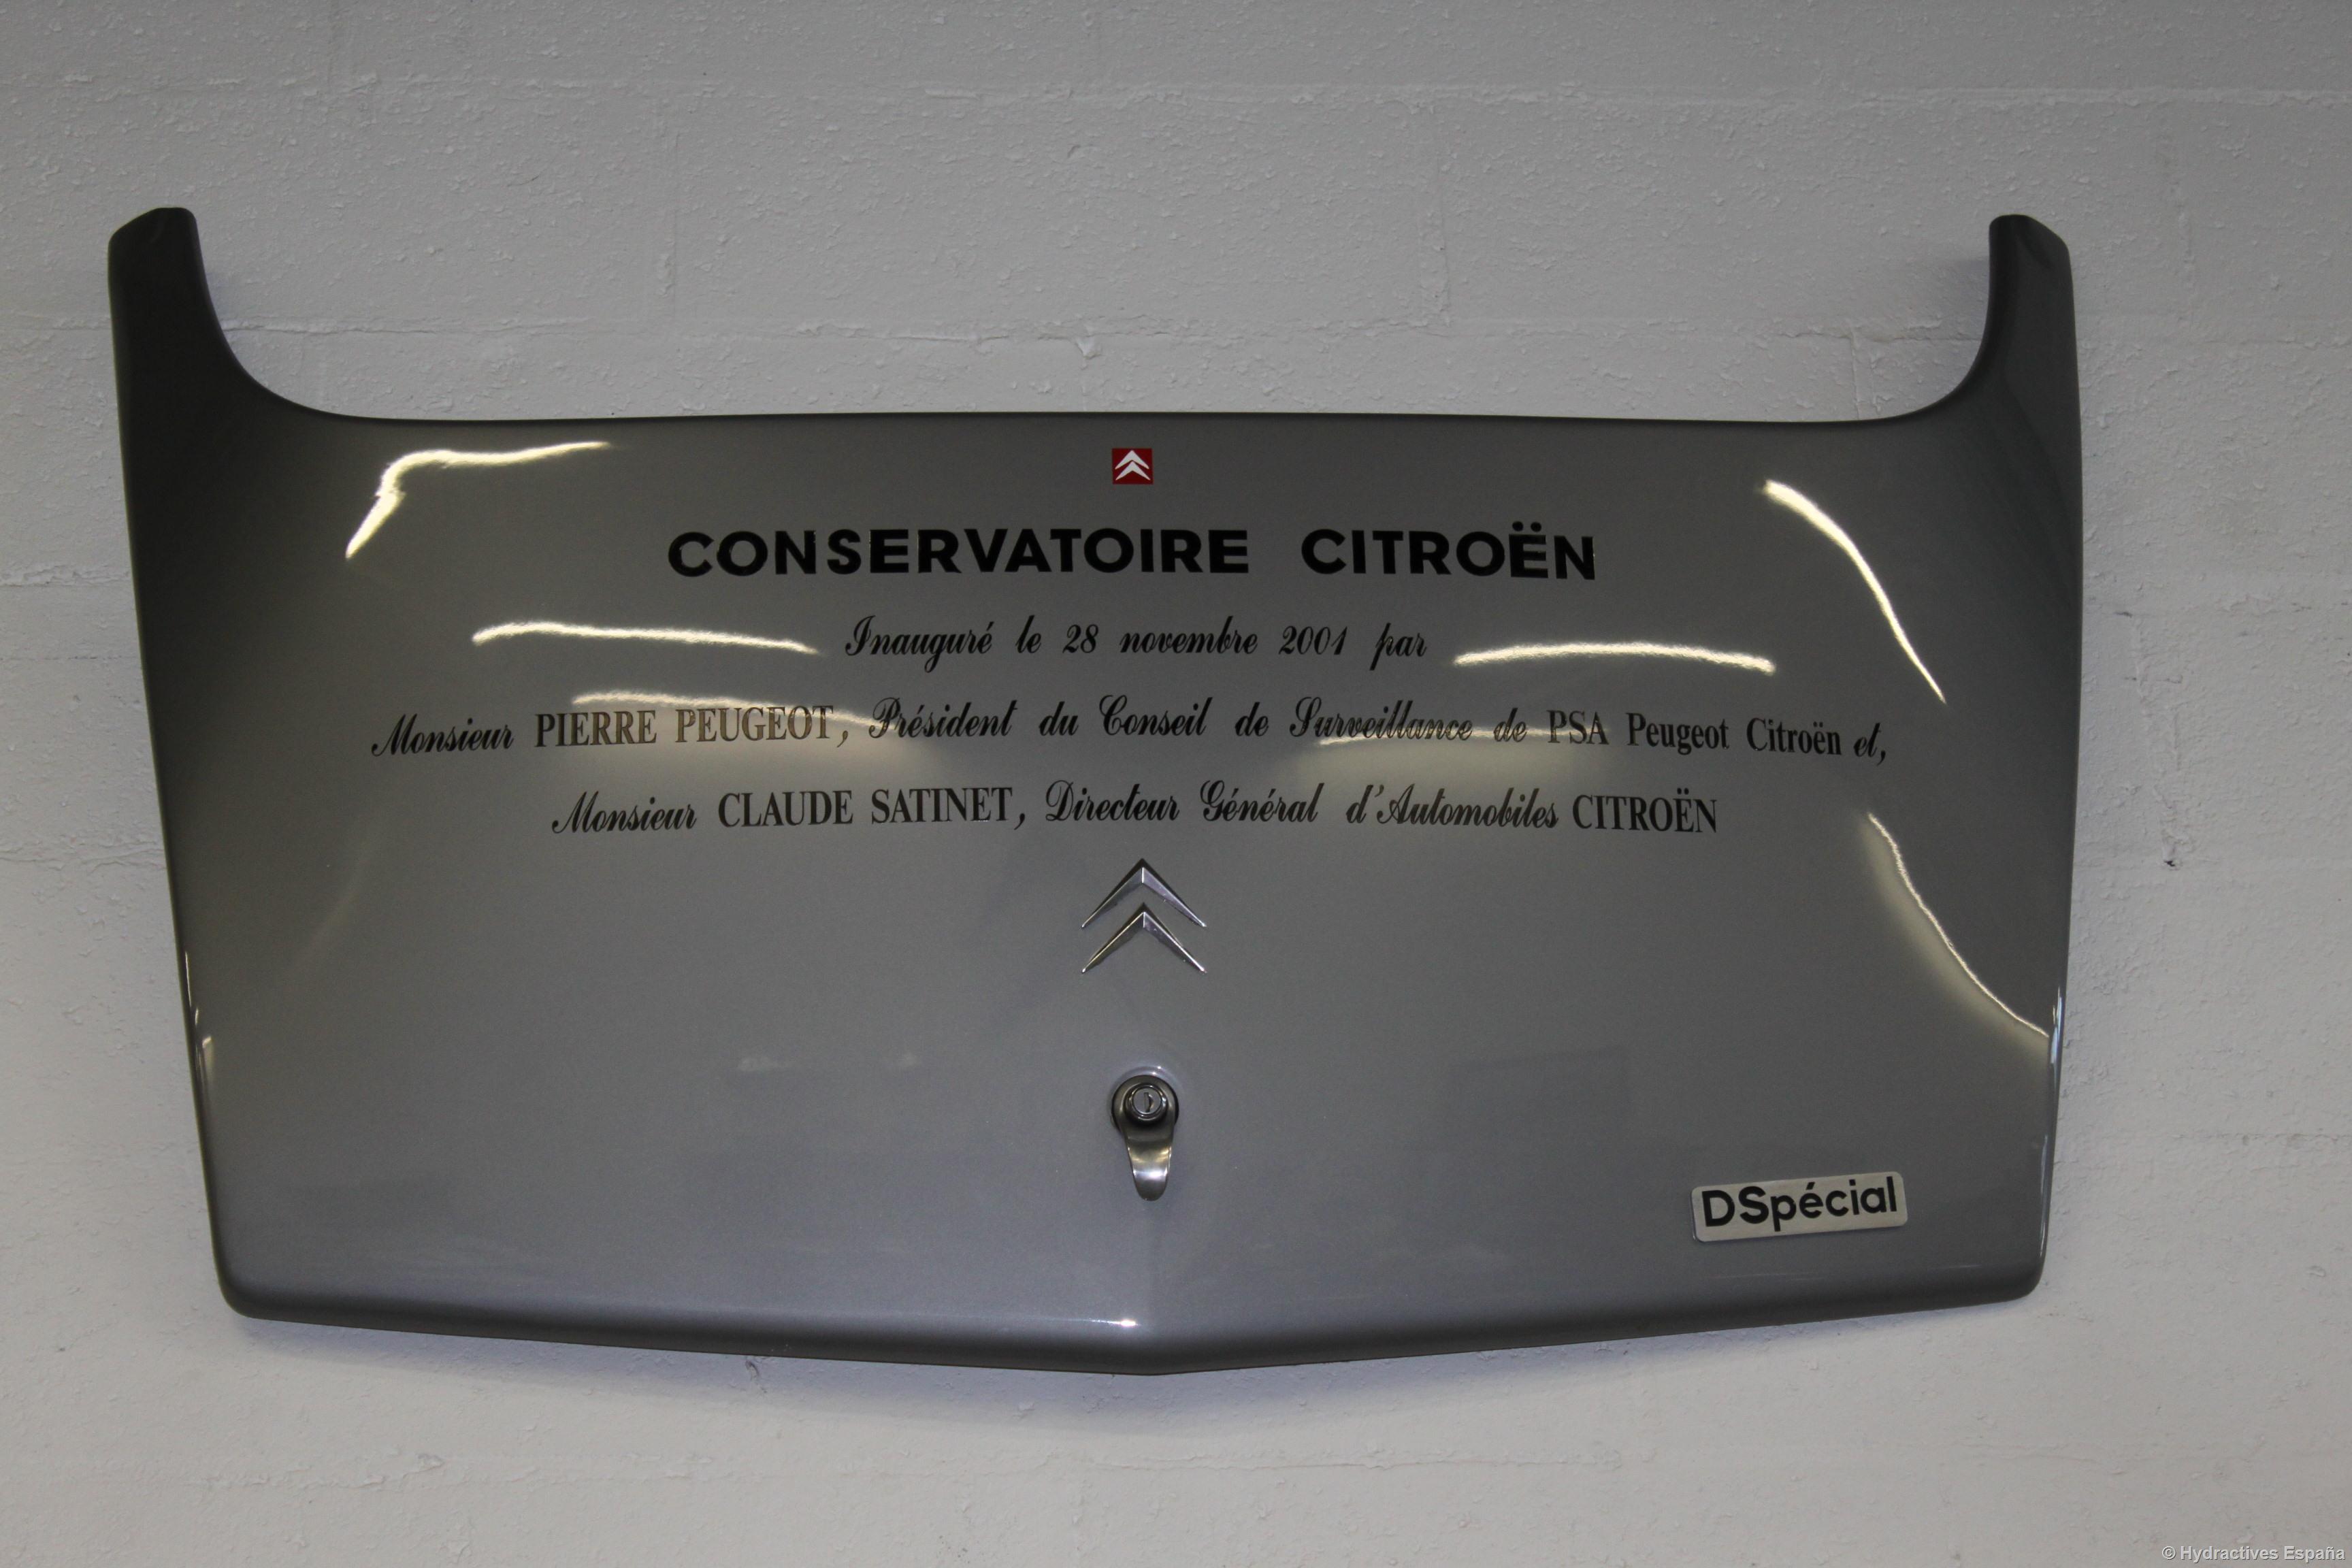 CONSERVATOIRE CITROËN
Inauguré le 28 novembre 2001 par
Monsieur PIERRE PEUGEOT, Président du Conseil de Surveillance de PSA Peugeot Citroën et,
Monsieur CLAUDE SATINET, Directeur Général d'Automobiles CITROËN
DSpécial
© Hydractives España